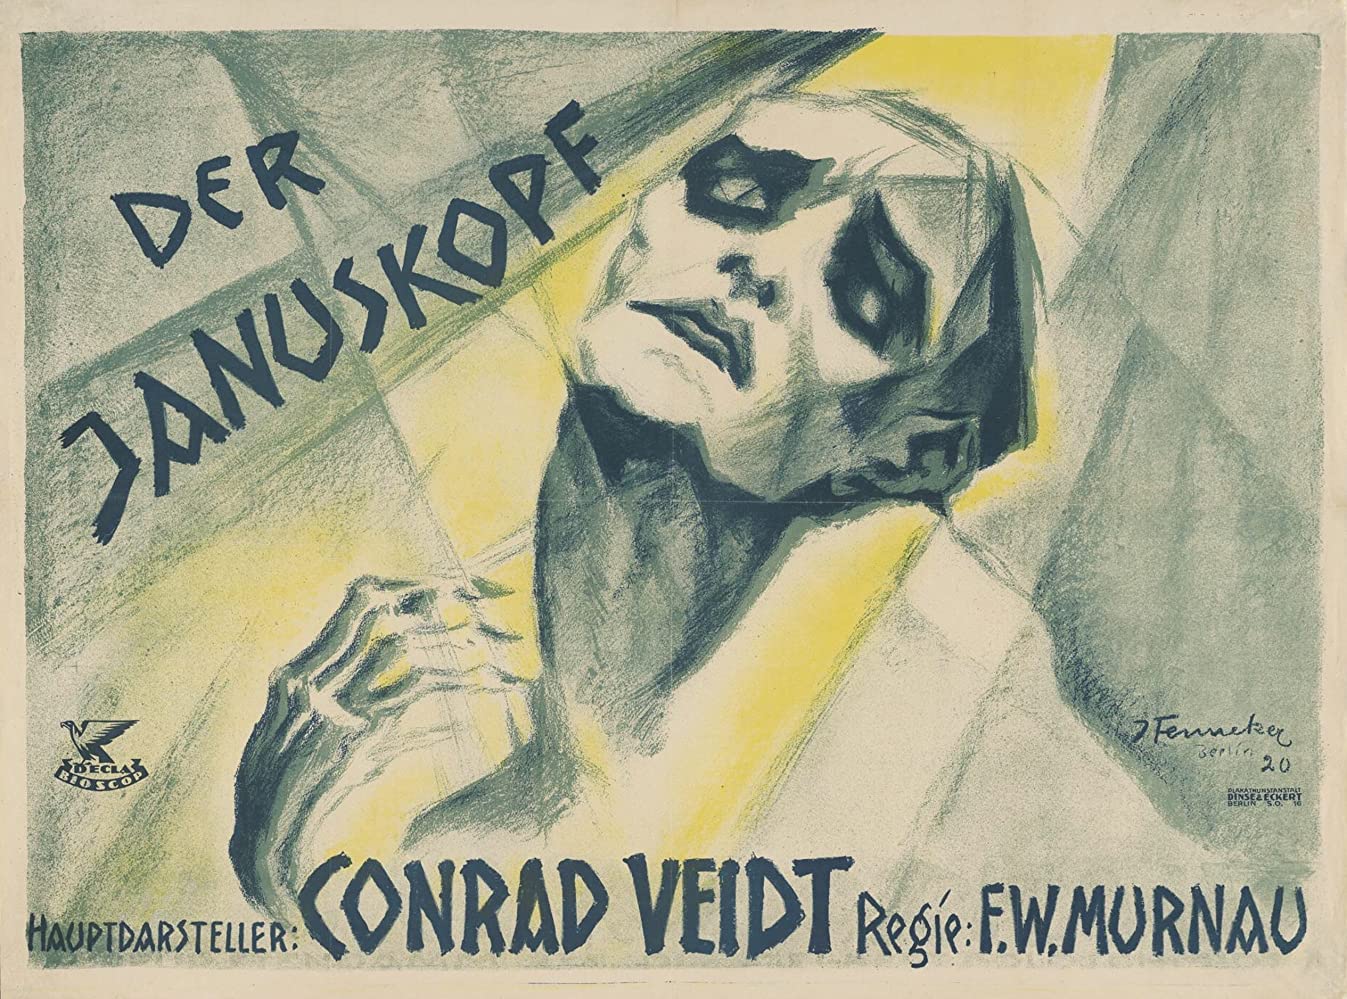 DER
JANUSKOPF
DECLA
BIOSCOP
J Fenneker
Berlin
20
PLAKATKUNSTANSTALT
DINSE & ECKERT
BERLIN S.O. 16
HAUPTDARSTELLER: CONRAD VEIDT Regie: F.W. MURNAU